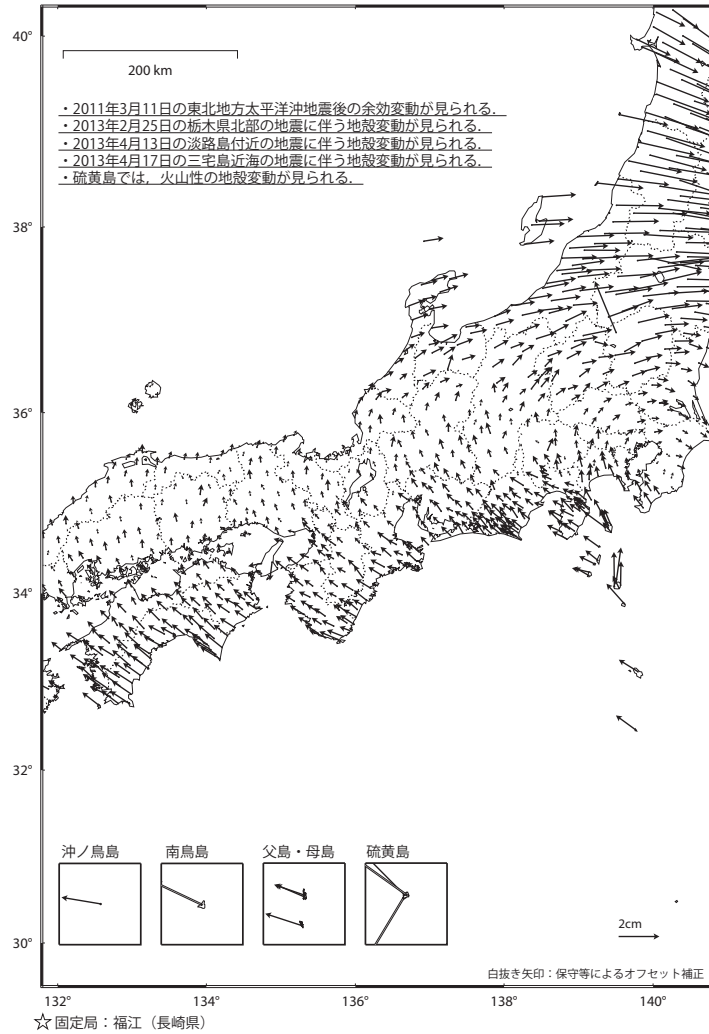 40°
200 km
・2011年3月11日の東北地方太平洋沖地震後の余効変動が見られる．
・2013年2月25日の栃木県北部の地震に伴う地殻変動が見られる．
・2013年4月13日の淡路島付近の地震に伴う地殻変動が見られる．
・2013年4月17日の三宅島近海の地震に伴う地殻変動が見られる．
・硫黄島では，火山性の地殻変動が見られる．
38°
36°
34°
32°
沖ノ鳥島 南鳥島 父島・母島 硫黄島
2cm
30°
白抜き矢印：保守等によるオフセット補正
132° 134° 136° 138° 140°
☆固定局：福江（長崎県）